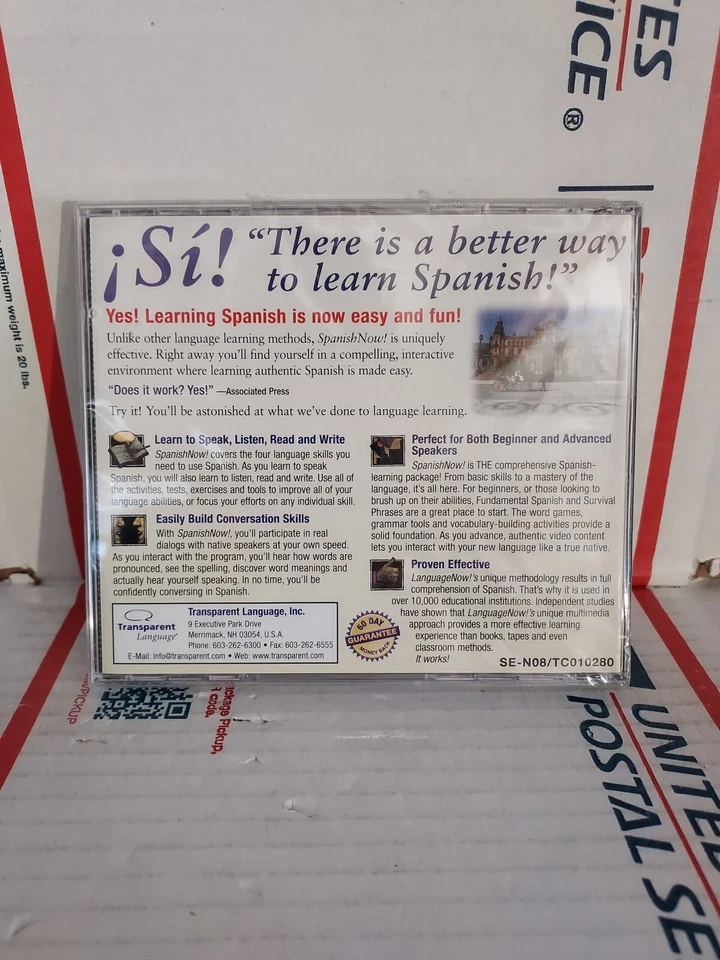 TES
ICE®
maximum weight is 20 lbs.
¡Sí! “There is a better way
to learn Spanish!”
Yes! Learning Spanish is now easy and fun!
Unlike other language learning methods, SpanishNow! is uniquely
effective. Right away you’ll find yourself in a compelling, interactive
environment where learning authentic Spanish is made easy.
“Does it work? Yes!” —Associated Press
Try it! You’ll be astonished at what we’ve done to language learning.
Learn to Speak, Listen, Read and Write
SpanishNow! covers the four language skills you
need to use Spanish. As you learn to speak
Spanish, you will also learn to listen, read and write. Use all of
the activities, tests, exercises and tools to improve all of your
language abilities, or focus your efforts on any individual skill.
Easily Build Conversation Skills
With SpanishNow!, you’ll participate in real
dialogs with native speakers at your own speed.
As you interact with the program, you’ll hear how words are
pronounced, see the spelling, discover word meanings and
actually hear yourself speaking. In no time, you’ll be
confidently conversing in Spanish.
Perfect for Both Beginner and Advanced
Speakers
SpanishNow! is THE comprehensive Spanish-
learning package! From basic skills to a mastery of the
language, it’s all here. For beginners, or those looking to
brush up on their abilities, Fundamental Spanish and Survival
Phrases are a great place to start. The word games,
grammar tools and vocabulary-building activities provide a
solid foundation. As you advance, authentic video content
lets you interact with your new language like a true native.
Proven Effective
LanguageNow!’s unique methodology results in full
comprehension of Spanish. That’s why it is used in
over 10,000 educational institutions. Independent studies
have shown that LanguageNow!’s unique multimedia
approach provides a more effective learning
experience than books, tapes and even
classroom methods.
It works!
Transparent
Language®
Transparent Language, Inc.
9 Executive Park Drive
Merrimack, NH 03054, U.S.A.
Phone: 603-262-6300 • Fax: 603-262-6555
E-Mail: Info@transparent.com • Web: www.transparent.com
60 DAY
GUARANTEE
MONEY BACK
SE-N08/TC010280
/PICKUP
ackage Pickup,
R code.
UNITED
POSTAL SE